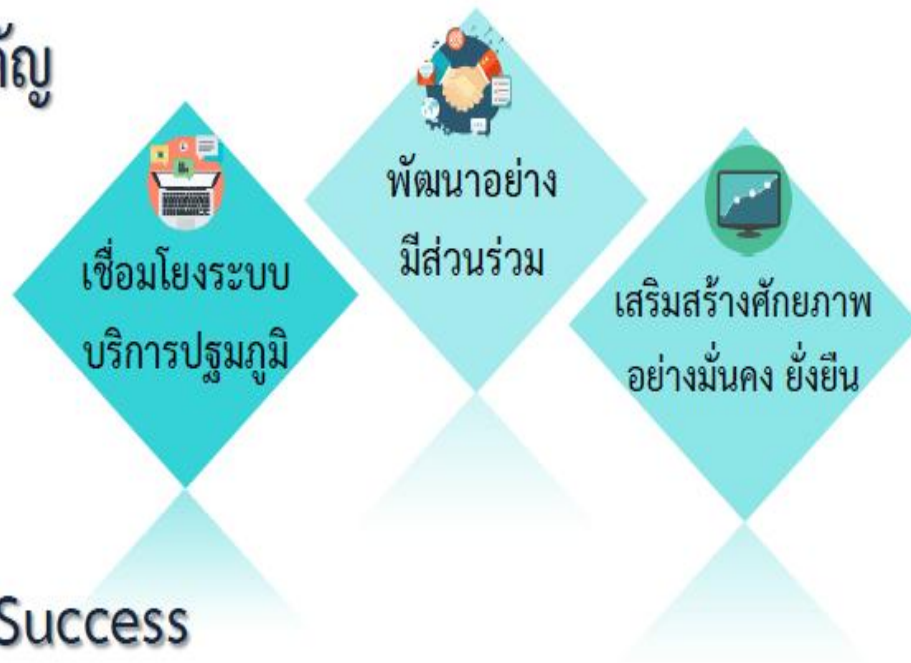 พัฒนาอย่าง
มีส่วนร่วม
เชื่อมโยงระบบ
บริการปฐมภูมิ
เสริมสร้างศักยภาพ
อย่างมั่นคง ยั่งยืน
Success